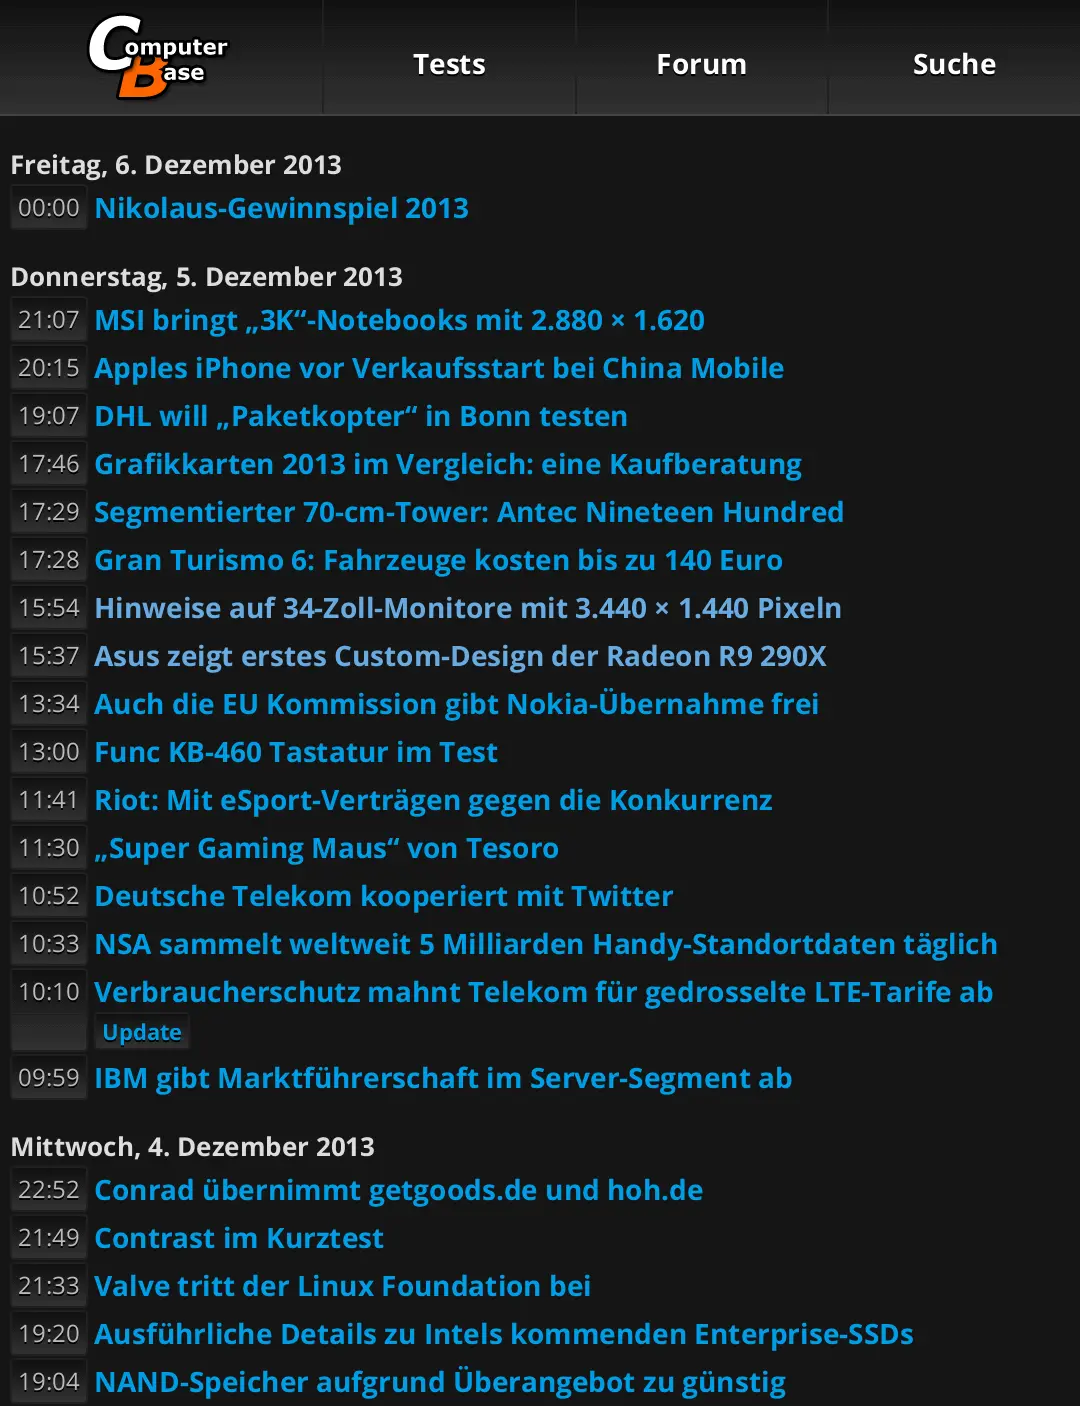 Computer
Base
Tests
Forum
Suche
Freitag, 6. Dezember 2013
00:00 Nikolaus-Gewinnspiel 2013
Donnerstag, 5. Dezember 2013
21:07 MSI bringt „3K“-Notebooks mit 2.880 × 1.620
20:15 Apples iPhone vor Verkaufsstart bei China Mobile
19:07 DHL will „Paketkopter“ in Bonn testen
17:46 Grafikkarten 2013 im Vergleich: eine Kaufberatung
17:29 Segmentierter 70-cm-Tower: Antec Nineteen Hundred
17:28 Gran Turismo 6: Fahrzeuge kosten bis zu 140 Euro
15:54 Hinweise auf 34-Zoll-Monitore mit 3.440 × 1.440 Pixeln
15:37 Asus zeigt erstes Custom-Design der Radeon R9 290X
13:34 Auch die EU Kommission gibt Nokia-Übernahme frei
13:00 Func KB-460 Tastatur im Test
11:41 Riot: Mit eSport-Verträgen gegen die Konkurrenz
11:30 „Super Gaming Maus“ von Tesoro
10:52 Deutsche Telekom kooperiert mit Twitter
10:33 NSA sammelt weltweit 5 Milliarden Handy-Standortdaten täglich
10:10 Verbraucherschutz mahnt Telekom für gedrosselte LTE-Tarife ab
Update
09:59 IBM gibt Marktführerschaft im Server-Segment ab
Mittwoch, 4. Dezember 2013
22:52 Conrad übernimmt getgoods.de und hoh.de
21:49 Contrast im Kurztest
21:33 Valve tritt der Linux Foundation bei
19:20 Ausführliche Details zu Intels kommenden Enterprise-SSDs
19:04 NAND-Speicher aufgrund Überangebot zu günstig